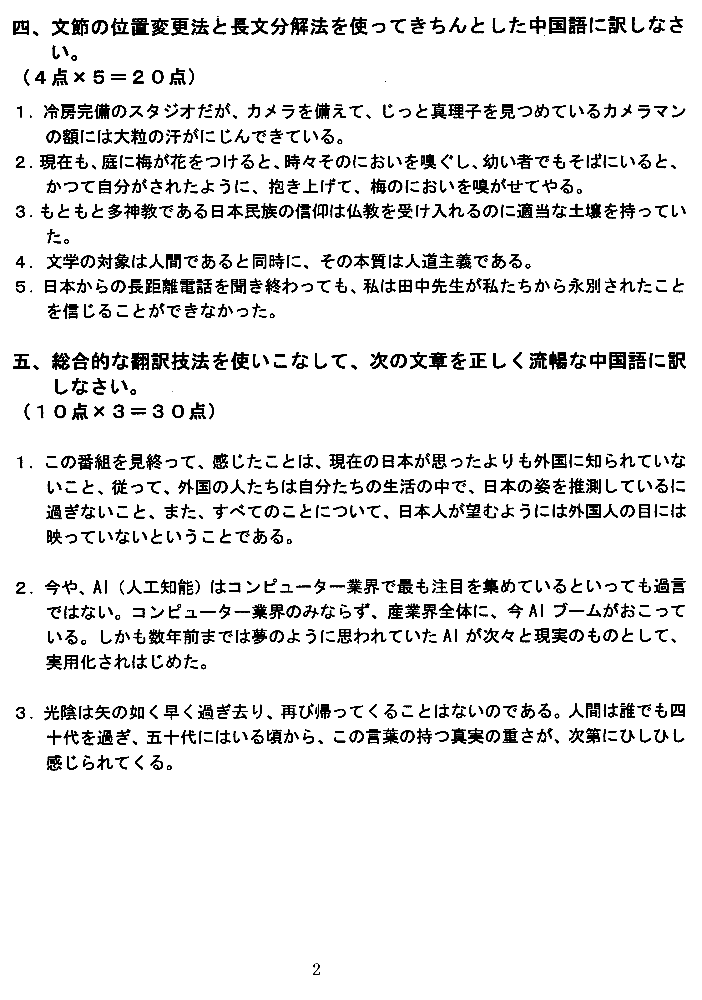 四、文節の位置変更法と長文分解法を使ってきちんとした中国語に訳しなさ
い。
（４点×５＝２０点）
１．冷房完備のスタジオだが、カメラを備えて、じっと真理子を見つめているカメラマン
の額には大粒の汗がにじんできている。
２．現在も、庭に梅が花をつけると、時々そのにおいを嗅ぐし、幼い者でもそばにいると、
かつて自分がされたように、抱き上げて、梅のにおいを嗅がせてやる。
３．もともと多神教である日本民族の信仰は仏教を受け入れるのに適当な土壌を持ってい
た。
４．文学の対象は人間であると同時に、その本質は人道主義である。
５．日本からの長距離電話を聞き終わっても、私は田中先生が私たちから永別されたこと
を信じることができなかった。
五、総合的な翻訳技法を使いこなして、次の文章を正しく流暢な中国語に訳
しなさい。
（１０点×３＝３０点）
１．この番組を見終って、感じたことは、現在の日本が思ったよりも外国に知られていな
いこと、従って、外国の人たちは自分たちの生活の中で、日本の姿を推測しているに
過ぎないこと、また、すべてのことについて、日本人が望むようには外国人の目には
映っていないということである。
２．今や、AI（人工知能）はコンピューター業界で最も注目を集めているといっても過言
ではない。コンピューター業界のみならず、産業界全体に、今 AI ブームがおこって
いる。しかも数年前までは夢のように思われていた AI が次々と現実のものとして、
実用化されはじめた。
３．光陰は矢の如く早く過ぎ去り、再び帰ってくることはないのである。人間は誰でも四
十代を過ぎ、五十代にはいる頃から、この言葉の持つ真実の重さが、次第にひしひし
感じられてくる。
2